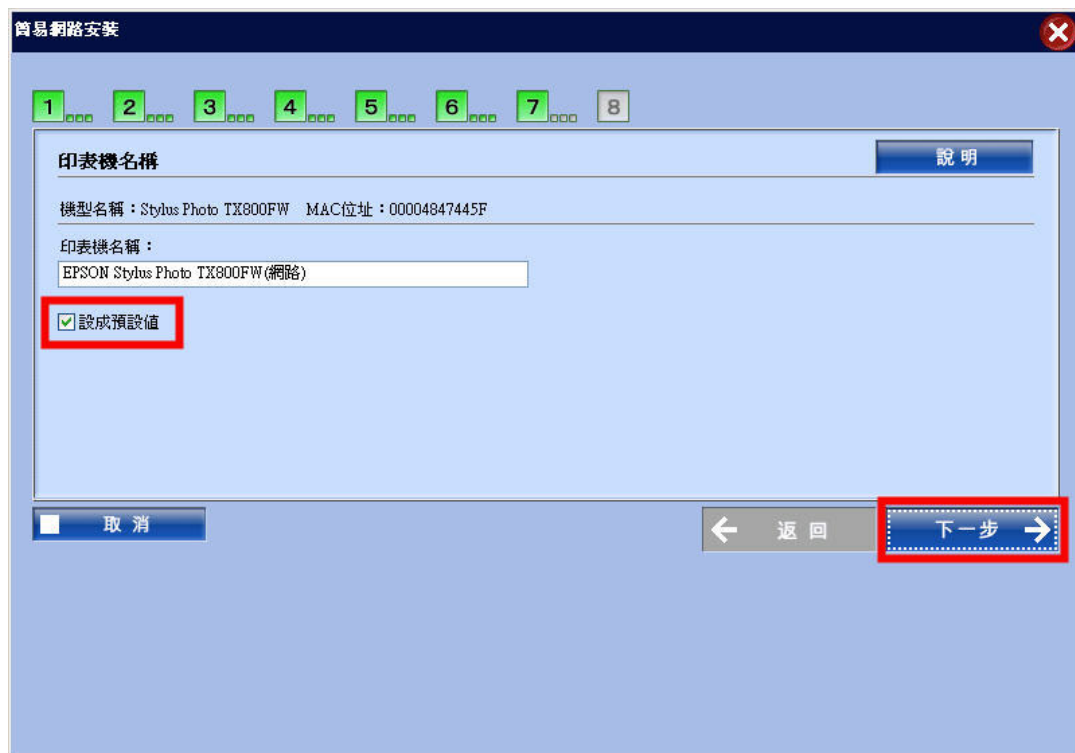 簡易網路安裝
1 2 3 4 5 6 7 8
印表機名稱
說明
機型名稱：Stylus Photo TX800FW MAC位址：00004847445F
印表機名稱：
EPSON Stylus Photo TX800FW(網路)
設成預設值
取消
返回
下一步